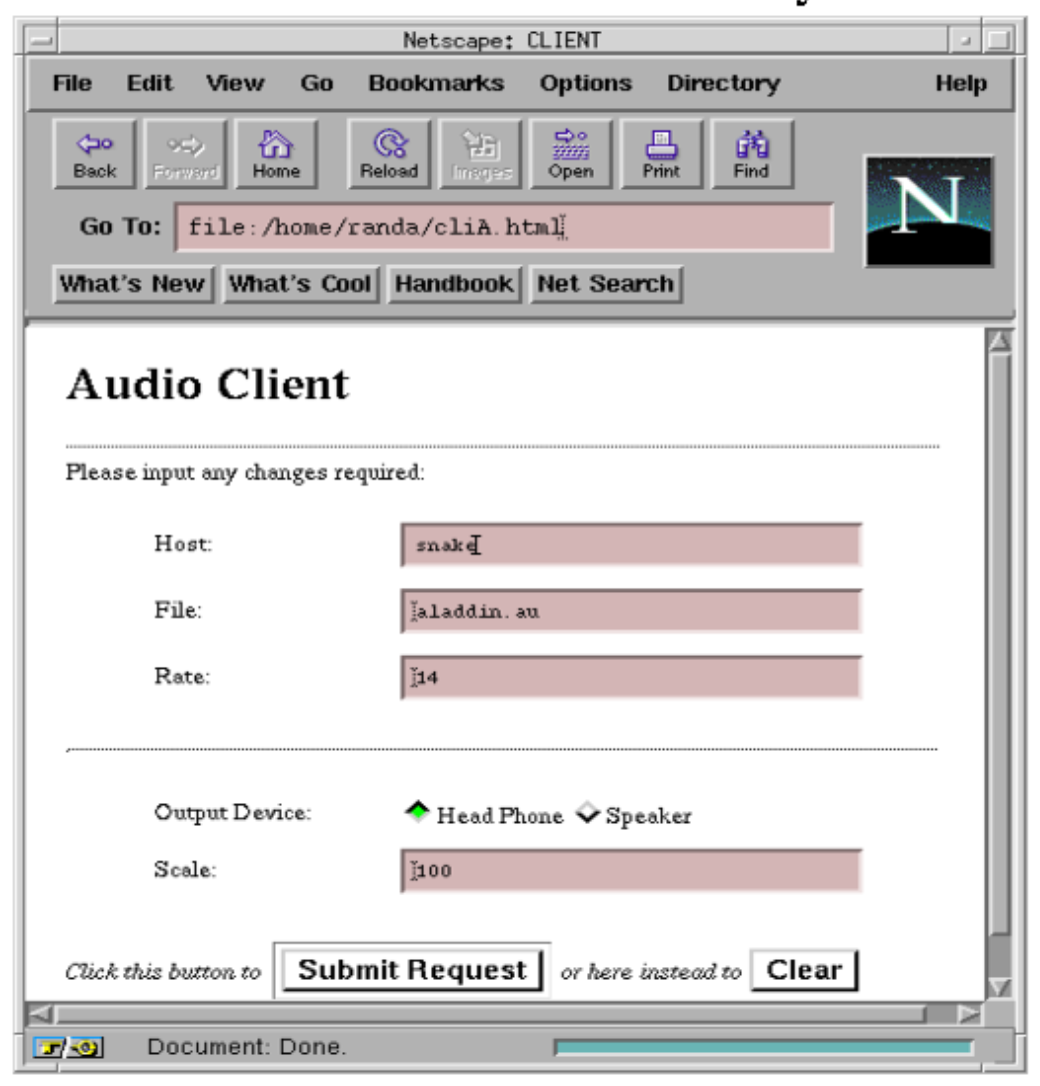 Netscape: CLIENT
File Edit View Go Bookmarks Options Directory Help
Back Forward Home Reload Images Open Print Find
N
Go To: file:/home/randa/cliA.html
What's New What's Cool Handbook Net Search
Audio Client
Please input any changes required:
Host: snake
File: aladdin.au
Rate: 14
Output Device: Head Phone Speaker
Scale: 100
Click this button to Submit Request or here instead to Clear
Document: Done.